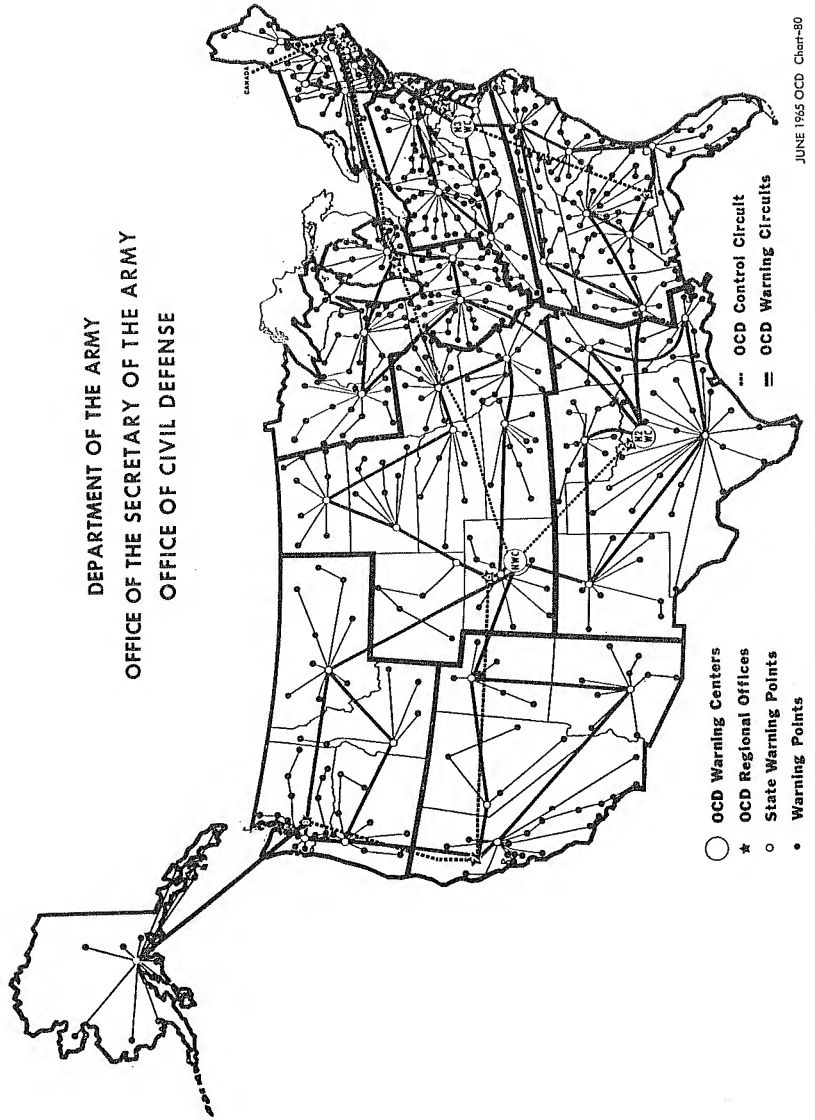 DEPARTMENT OF THE ARMY
OFFICE OF THE SECRETARY OF THE ARMY
OFFICE OF CIVIL DEFENSE
CANADA
N3
WC
NWC
N2
WC
OCD Warning Centers
OCD Regional Offices
State Warning Points
Warning Points
OCD Control Circuit
OCD Warning Circuits
JUNE 1965 OCD Chart-80